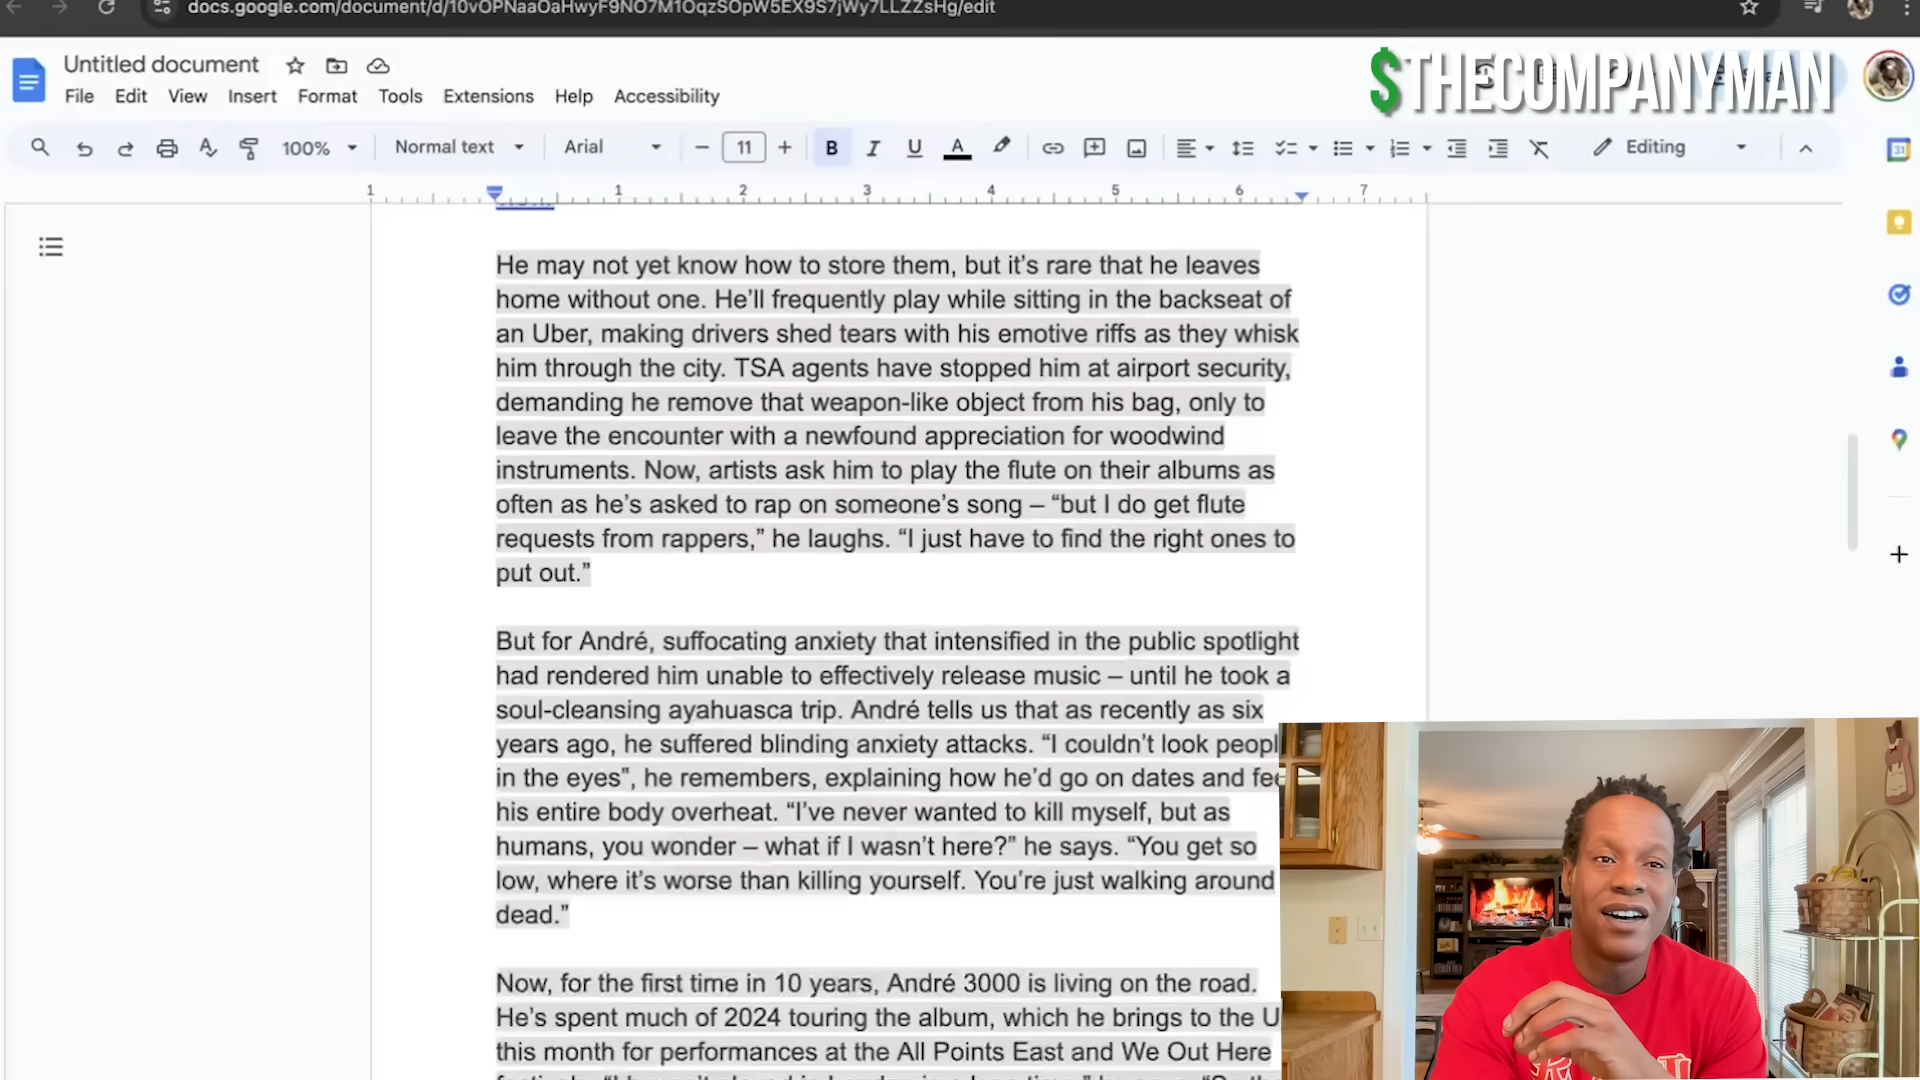 docs.google.com/document/d/10vOPNaaOaHwyF9NO7M1OqzSOpW5EX9S7jWy7LLZZsHg/edit
Untitled document
$THECOMPANYMAN
File Edit View Insert Format Tools Extensions Help Accessibility
100% Normal text Arial 11 B I U A Editing
1 1 2 3 4 5 6 7
31
He may not yet know how to store them, but it’s rare that he leaves
home without one. He’ll frequently play while sitting in the backseat of
an Uber, making drivers shed tears with his emotive riffs as they whisk
him through the city. TSA agents have stopped him at airport security,
demanding he remove that weapon-like object from his bag, only to
leave the encounter with a newfound appreciation for woodwind
instruments. Now, artists ask him to play the flute on their albums as
often as he’s asked to rap on someone’s song – “but I do get flute
requests from rappers,” he laughs. “I just have to find the right ones to
put out.”
But for André, suffocating anxiety that intensified in the public spotlight
had rendered him unable to effectively release music – until he took a
soul-cleansing ayahuasca trip. André tells us that as recently as six
years ago, he suffered blinding anxiety attacks. “I couldn’t look peopl
in the eyes”, he remembers, explaining how he’d go on dates and fee
his entire body overheat. “I’ve never wanted to kill myself, but as
humans, you wonder – what if I wasn’t here?” he says. “You get so
low, where it’s worse than killing yourself. You’re just walking around
dead.”
Now, for the first time in 10 years, André 3000 is living on the road.
He’s spent much of 2024 touring the album, which he brings to the U
this month for performances at the All Points East and We Out Here